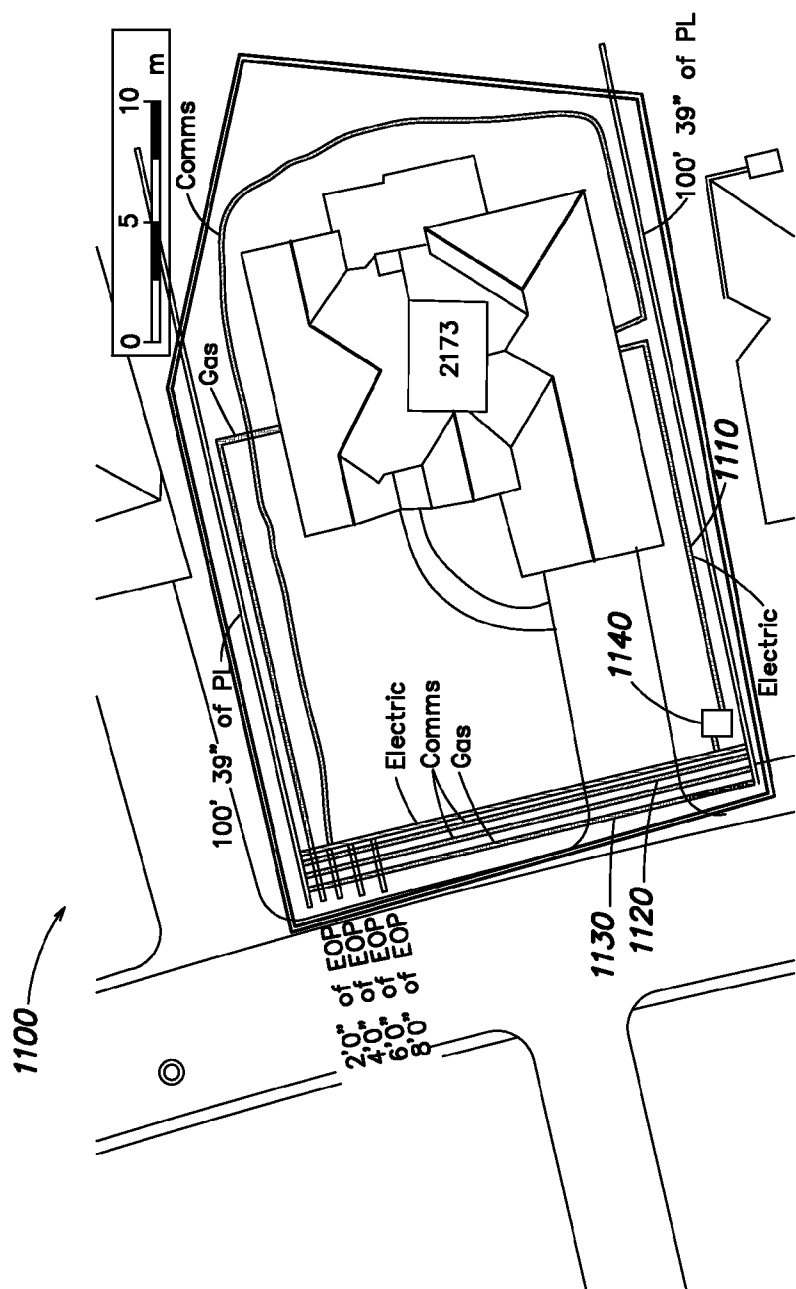 1100
0 5 10
m
Comms
Gas
100' 39" of PL
Electric
Comms
Gas
2173
100' 39" of PL
1110
Electric
1140
1130
1120
2'0" of EOP
4'0" of EOP
6'0" of EOP
8'0" of EOP